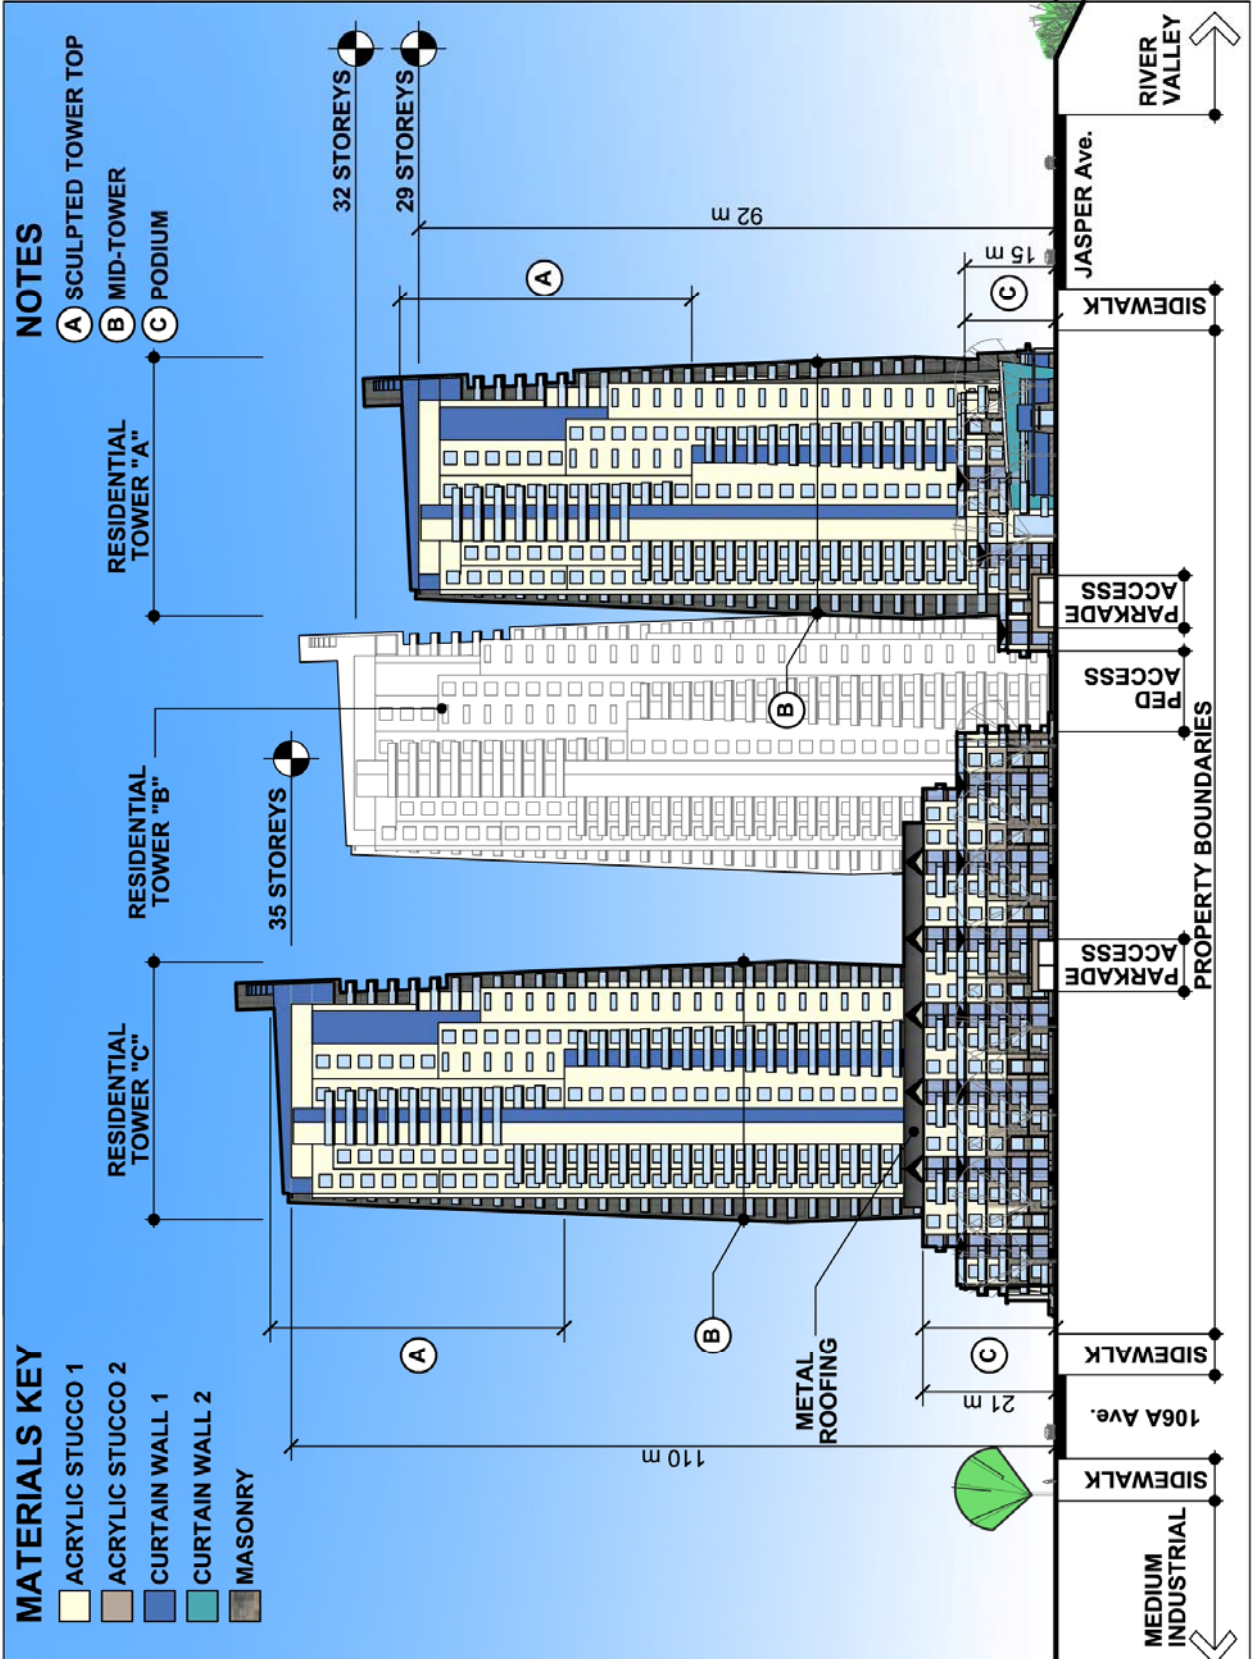 MATERIALS KEY
ACRYLIC STUCCO 1
ACRYLIC STUCCO 2
CURTAIN WALL 1
CURTAIN WALL 2
MASONRY
NOTES
A SCULPTED TOWER TOP
B MID-TOWER
C PODIUM
RESIDENTIAL
TOWER "C"
RESIDENTIAL
TOWER "B"
RESIDENTIAL
TOWER "A"
35 STOREYS
32 STOREYS
29 STOREYS
A
B
C
110 m
21 m
METAL
ROOFING
B
A
C
92 m
15 m
MEDIUM
INDUSTRIAL
SIDEWALK
106A Ave.
SIDEWALK
PROPERTY BOUNDARIES
PARKADE
ACCESS
PED
ACCESS
PARKADE
ACCESS
SIDEWALK
JASPER Ave.
RIVER
VALLEY